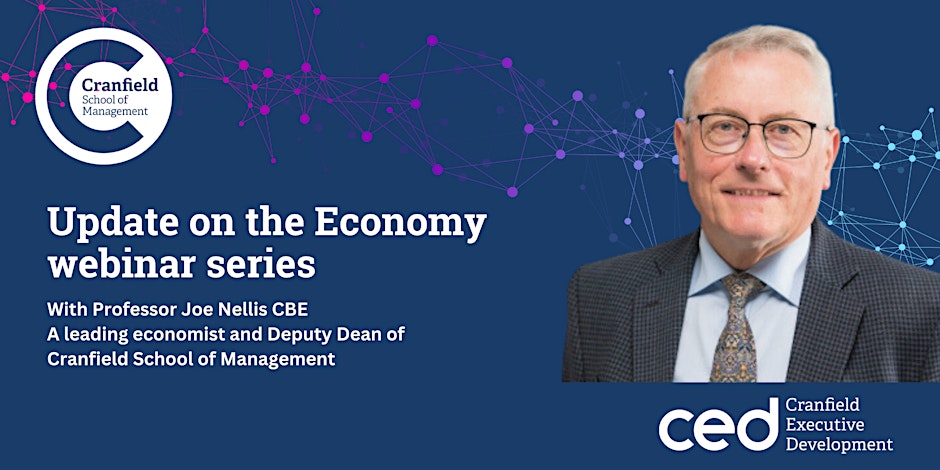 Cranfield
School of
Management
Update on the Economy
webinar series
With Professor Joe Nellis CBE
A leading economist and Deputy Dean of
Cranfield School of Management
ced
Cranfield
Executive
Development